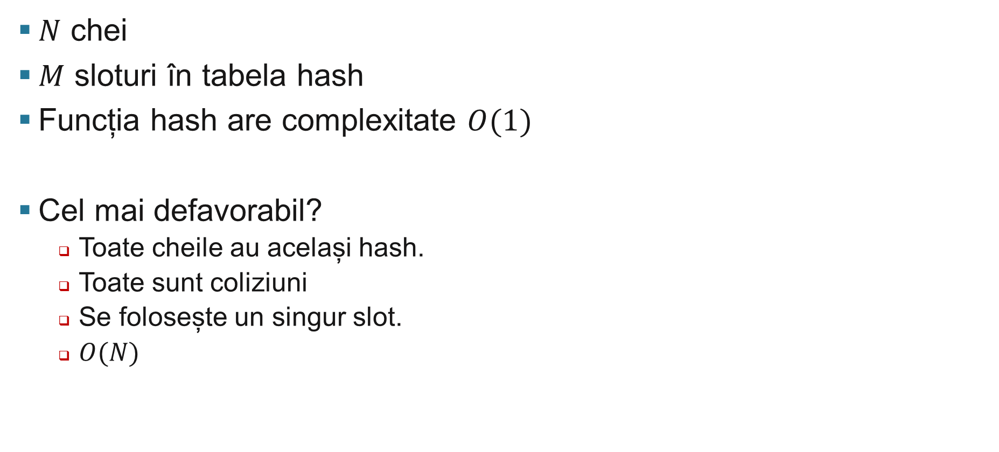 N chei
M sloturi în tabela hash
Funcția hash are complexitate O(1)
Cel mai defavorabil?
Toate cheile au același hash.
Toate sunt coliziuni
Se folosește un singur slot.
O(N)